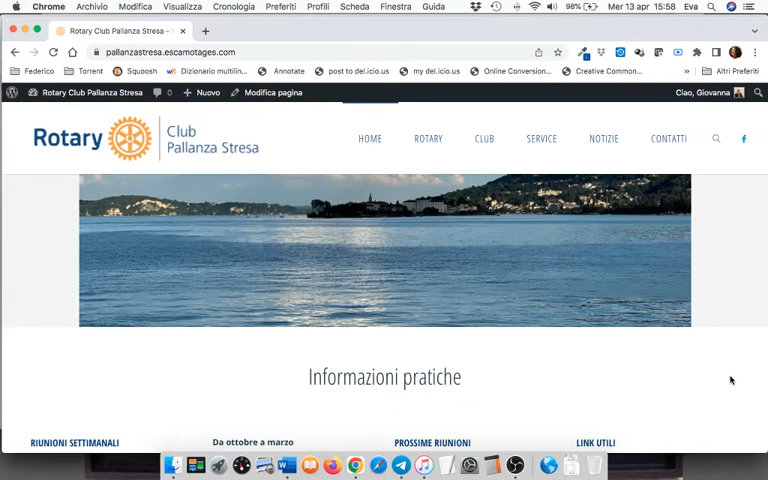 Chrome Archivio Modifica Visualizza Cronologia Preferiti Profili Scheda Finestra Guida 98% Mer 13 apr 15:58 Eva
Rotary Club Pallanza Stresa –
pallanzastresa.escamotages.com
Federico Torrent Squoosh Dizionario multilin... Annotate post to del.icio.us my del.icio.us Online Conversion... Creative Common... » Altri Preferiti
Rotary Club Pallanza Stresa 0 Nuovo Modifica pagina Ciao, Giovanna
Rotary
Club
Pallanza Stresa
HOME ROTARY CLUB SERVICE NOTIZIE CONTATTI
Informazioni pratiche
RIUNIONI SETTIMANALI Da ottobre a marzo PROSSIME RIUNIONI LINK UTILI